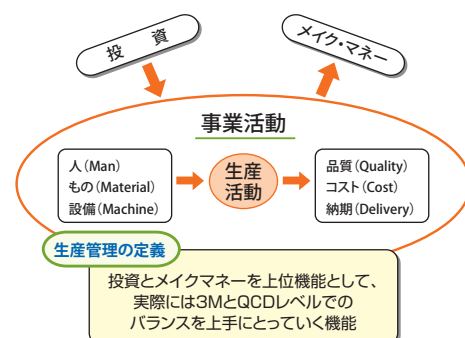 投　資
メイク・マネー
事業活動
人（Man）
もの（Material）
設備（Machine）
生産
活動
品質（Quality）
コスト（Cost）
納期（Delivery）
生産管理の定義
投資とメイクマネーを上位機能として、
実際には3MとQCDレベルでの
バランスを上手にとっていく機能